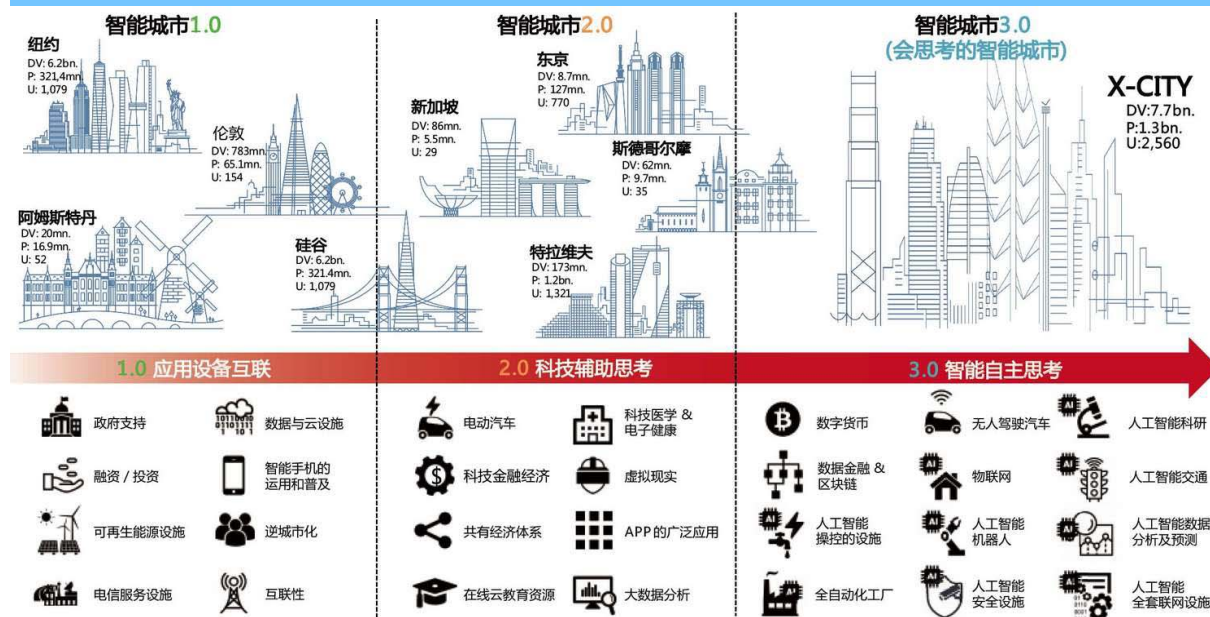 智能城市1.0
纽约
DV: 6.2bn.
P: 321,4mn.
U: 1,079
伦敦
DV: 783mn.
P: 65.1mn.
U: 154
阿姆斯特丹
DV: 20mn.
P: 16.9mn.
U: 52
硅谷
DV: 6.2bn.
P: 321.4mn.
U: 1,079
智能城市2.0
东京
DV: 8.7mn.
P: 127mn.
U: 770
新加坡
DV: 86mn.
P: 5.5mn.
U: 29
斯德哥尔摩
DV: 62mn.
P: 9.7mn.
U: 35
特拉维夫
DV: 173mn.
P: 1.2bn.
U: 1,321
智能城市3.0
(会思考的智能城市)
X-CITY
DV:7.7bn.
P:1.3bn.
U:2,560
1.0 应用设备互联
2.0 科技辅助思考
3.0 智能自主思考
政府支持
数据与云设施
融资 / 投资
智能手机的
运用和普及
可再生能源设施
逆城市化
电信服务设施
互联性
电动汽车
科技医学 &
电子健康
科技金融经济
虚拟现实
共有经济体系
APP的广泛应用
在线云教育资源
大数据分析
数字货币
无人驾驶汽车
人工智能科研
数据金融 &
区块链
物联网
人工智能交通
人工智能
操控的设施
人工智能
机器人
人工智能数据
分析及预测
全自动化工厂
人工智能
安全设施
人工智能
全套联网设施